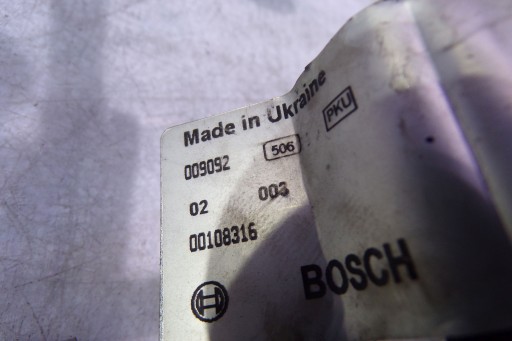 Made in Ukraine
009092 506 PKU
02 003
00108316
BOSCH